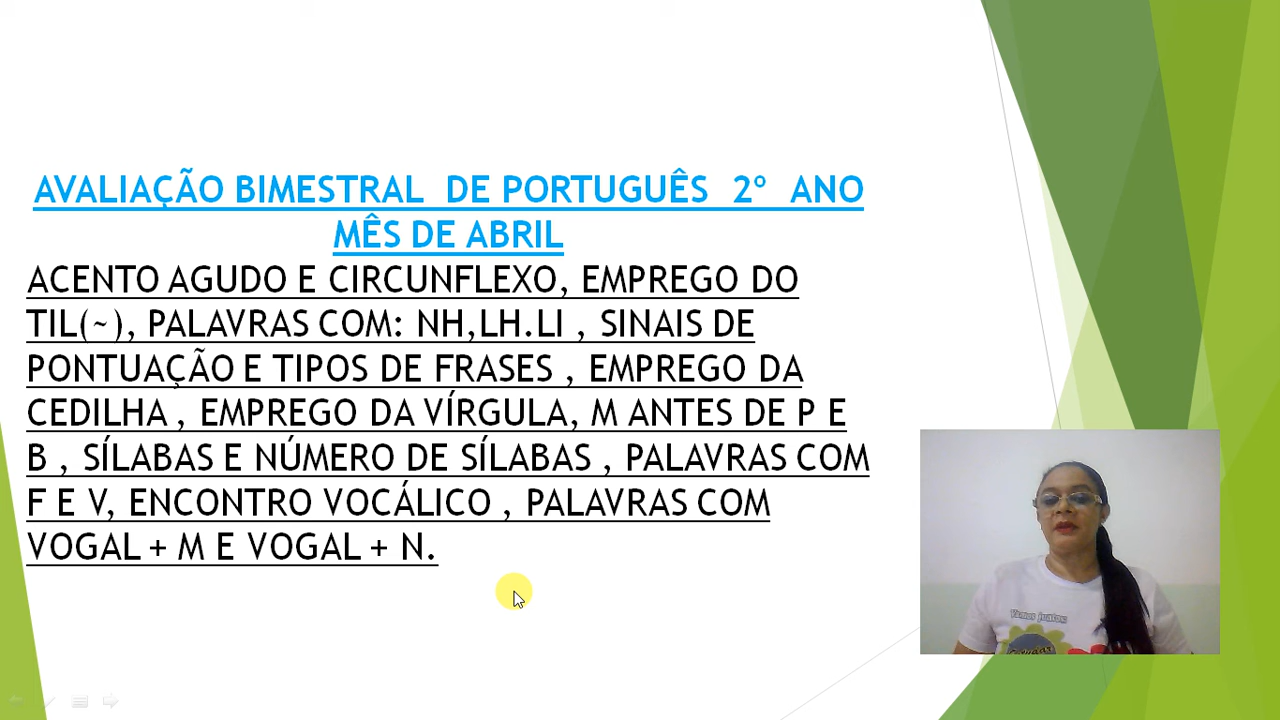 AVALIAÇÃO BIMESTRAL DE PORTUGUÊS 2º ANO
MÊS DE ABRIL
ACENTO AGUDO E CIRCUNFLEXO, EMPREGO DO
TIL(~), PALAVRAS COM: NH,LH.LI , SINAIS DE
PONTUAÇÃO E TIPOS DE FRASES , EMPREGO DA
CEDILHA , EMPREGO DA VÍRGULA, M ANTES DE P E
B , SÍLABAS E NÚMERO DE SÍLABAS , PALAVRAS COM
F E V, ENCONTRO VOCÁLICO , PALAVRAS COM
VOGAL + M E VOGAL + N.